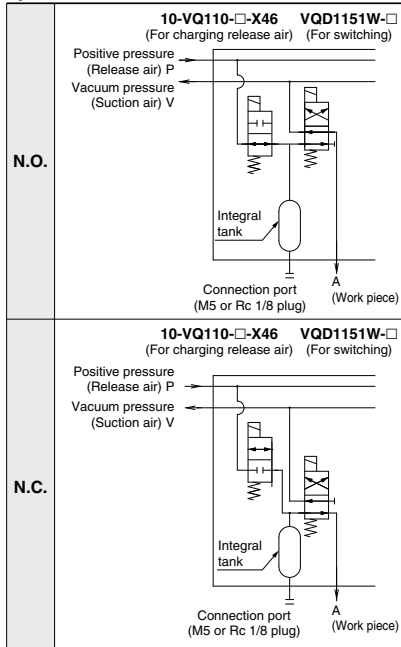 10-VQ110-□-X46 VQD1151W-□
(For charging release air) (For switching)
Positive pressure
(Release air) P
Vacuum pressure
(Suction air) V
N.O.
Integral
tank
Connection port
(M5 or Rc 1/8 plug)
A
(Work piece)
10-VQ110-□-X46 VQD1151W-□
(For charging release air) (For switching)
Positive pressure
(Release air) P
Vacuum pressure
(Suction air) V
N.C.
Integral
tank
Connection port
(M5 or Rc 1/8 plug)
A
(Work piece)